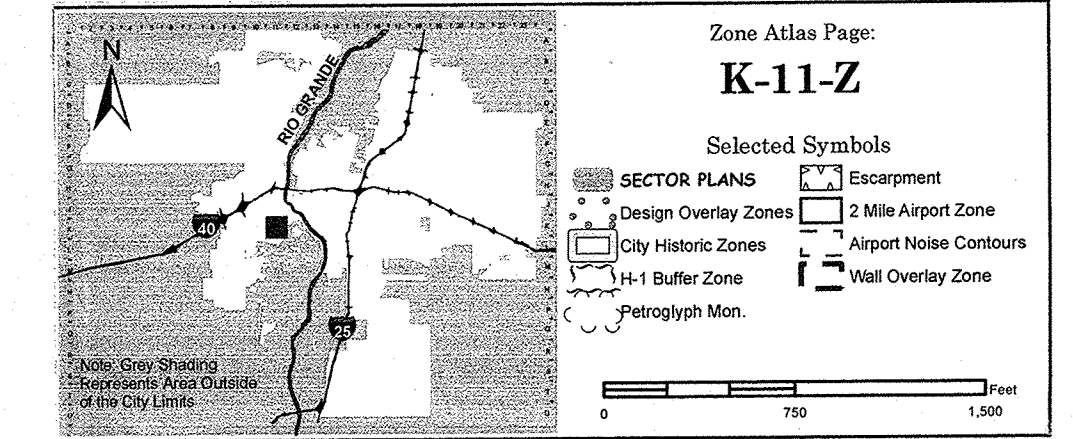 N
RIO GRANDE
40
25
Note: Grey Shading
Represents Area Outside
of the City Limits
Zone Atlas Page:
K-11-Z
Selected Symbols
SECTOR PLANS
Design Overlay Zones
City Historic Zones
H-1 Buffer Zone
Petroglyph Mon.
Escarpment
2 Mile Airport Zone
Airport Noise Contours
Wall Overlay Zone
Feet
0 750 1,500